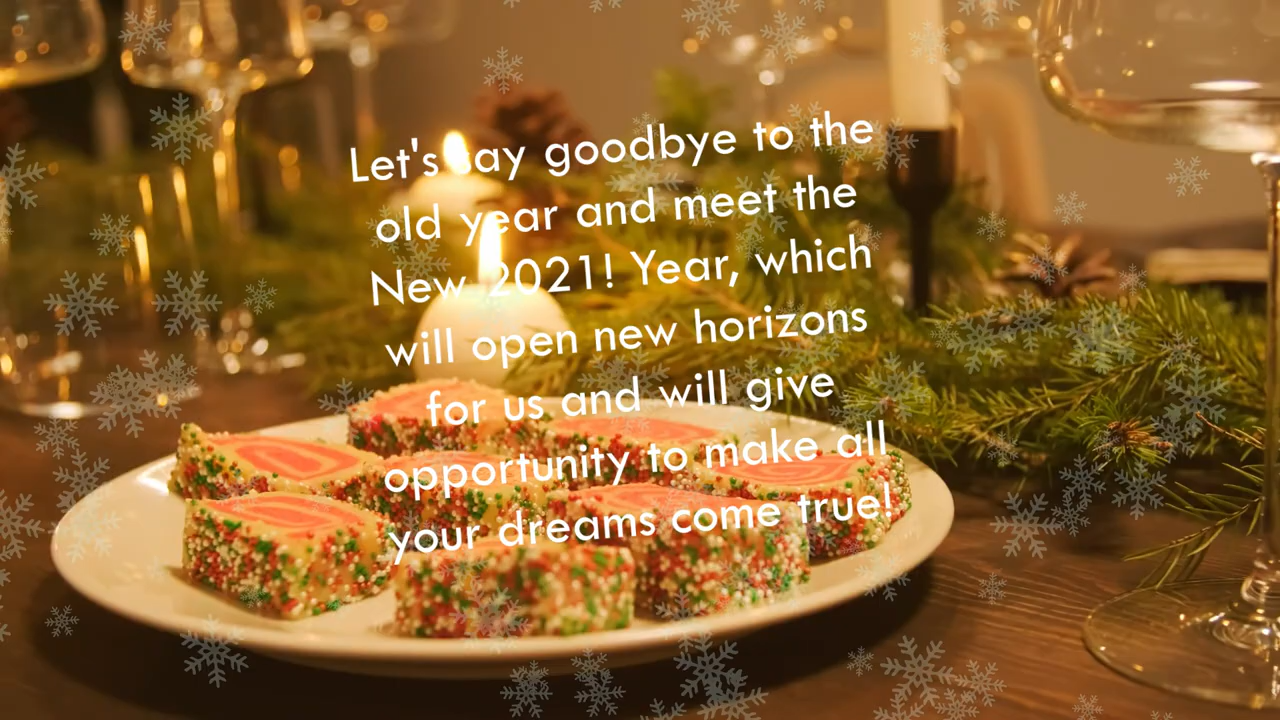 Let's say goodbye to the
old year and meet the
New 2021! Year, which
will open new horizons
for us and will give
opportunity to make all
your dreams come true!